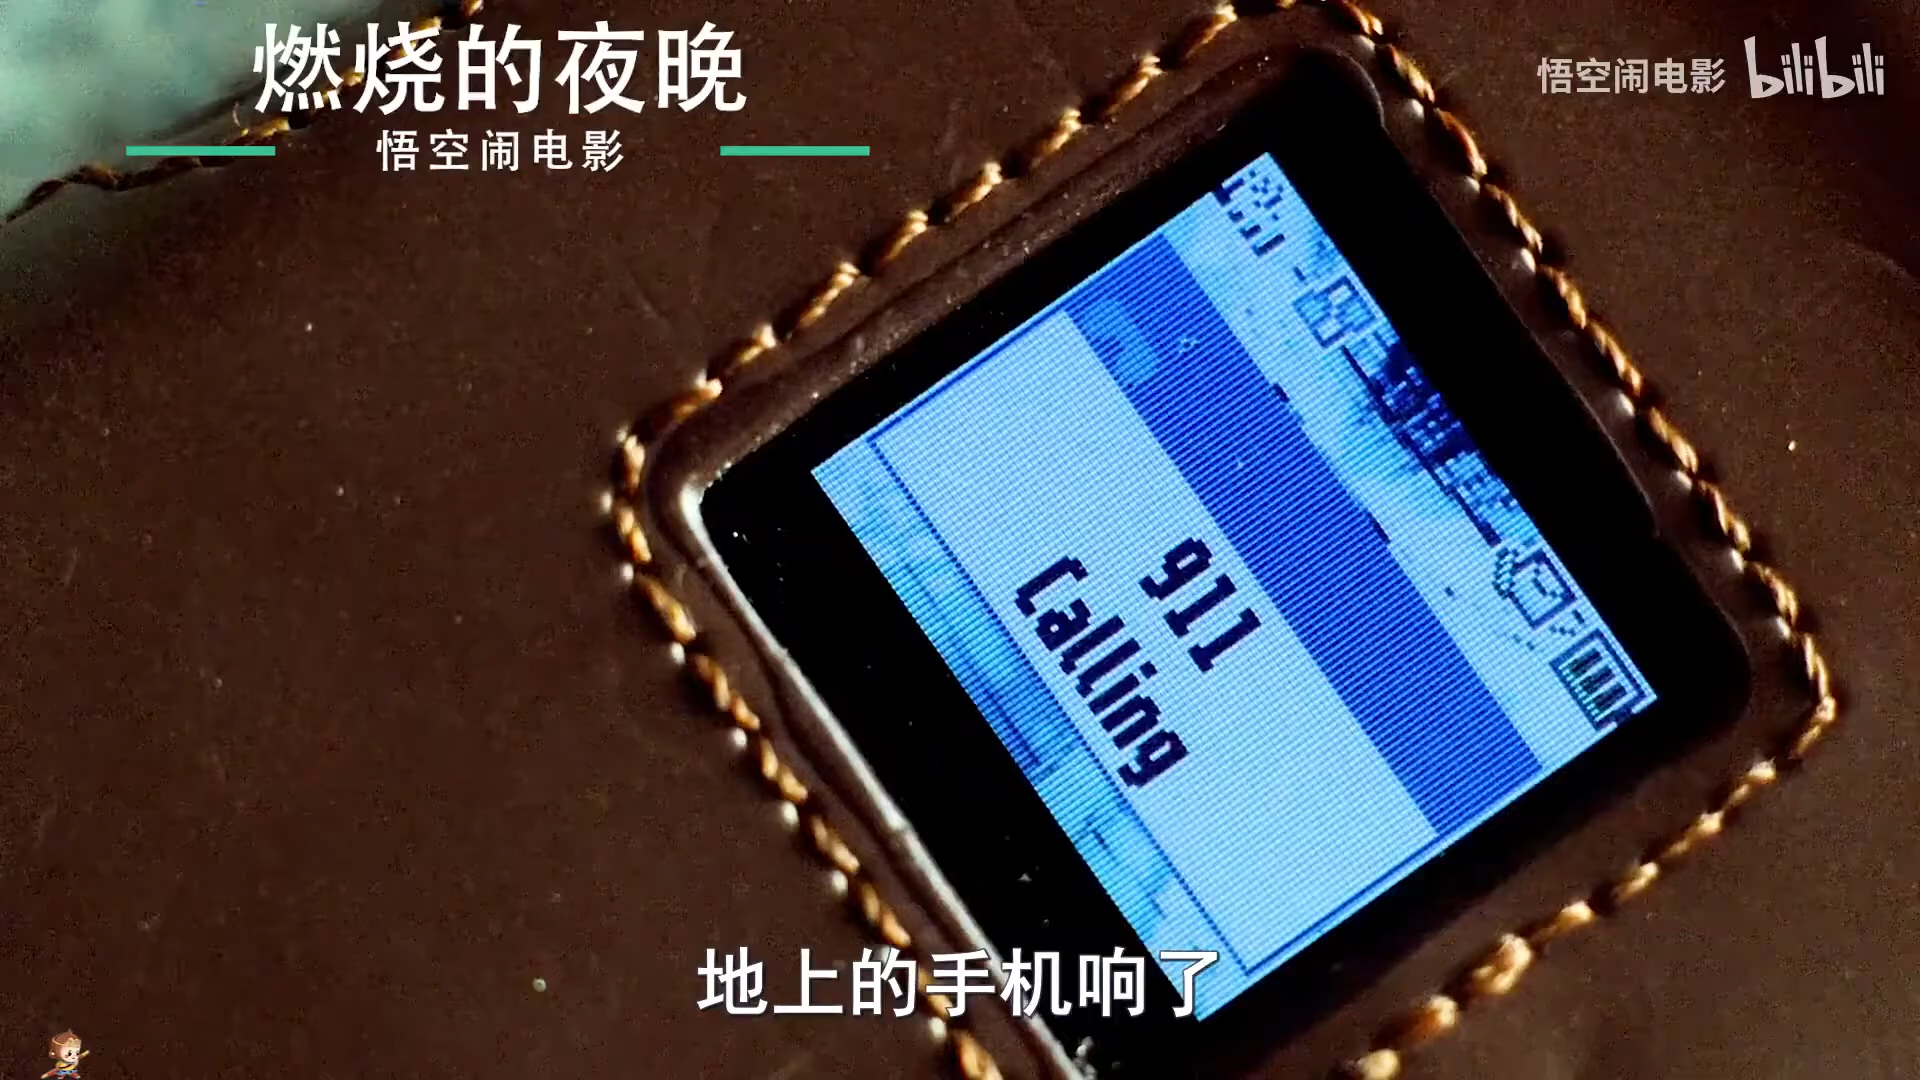 燃烧的夜晚
悟空闹电影
悟空闹电影 bilibili
911
Calling
地上的手机响了